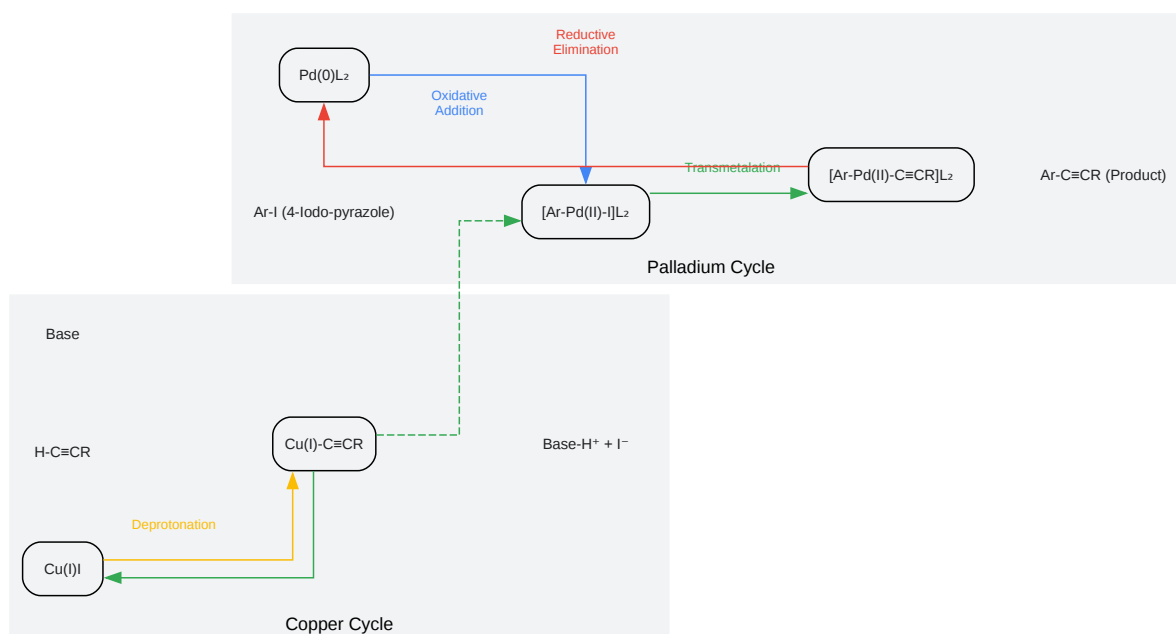 Reductive
Elimination
Pd(0)L₂
Oxidative
Addition
Transmetalation
[Ar-Pd(II)-C≡CR]L₂
Ar-C≡CR (Product)
Ar-I (4-Iodo-pyrazole)
[Ar-Pd(II)-I]L₂
Palladium Cycle
Base
Cu(I)-C≡CR
Base-H⁺ + I⁻
H-C≡CR
Deprotonation
Cu(I)I
Copper Cycle